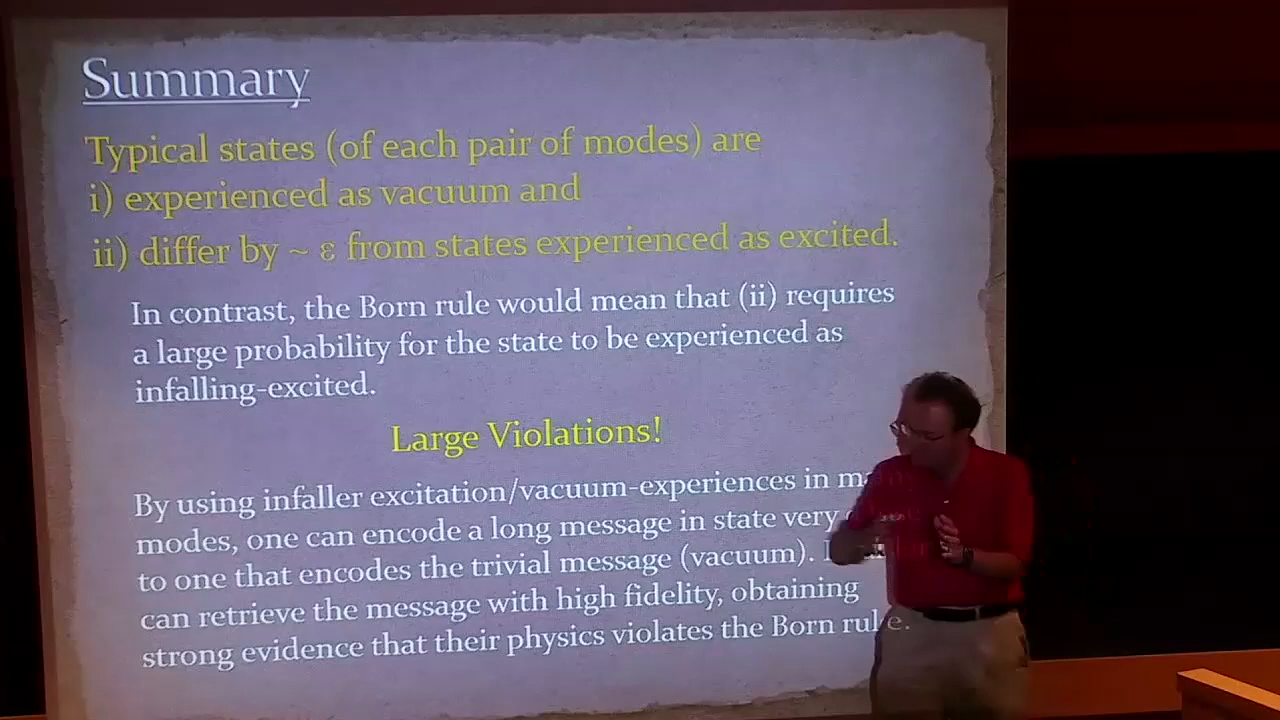 Summary
Typical states (of each pair of modes) are
i) experienced as vacuum and
ii) differ by ~ ε from states experienced as excited.
In contrast, the Born rule would mean that (ii) requires
a large probability for the state to be experienced as
infalling-excited.
Large Violations!
By using infaller excitation/vacuum-experiences in
modes, one can encode a long message in state very
to one that encodes the trivial message (vacuum).
can retrieve the message with high fidelity, obtaining
strong evidence that their physics violates the Born rule.